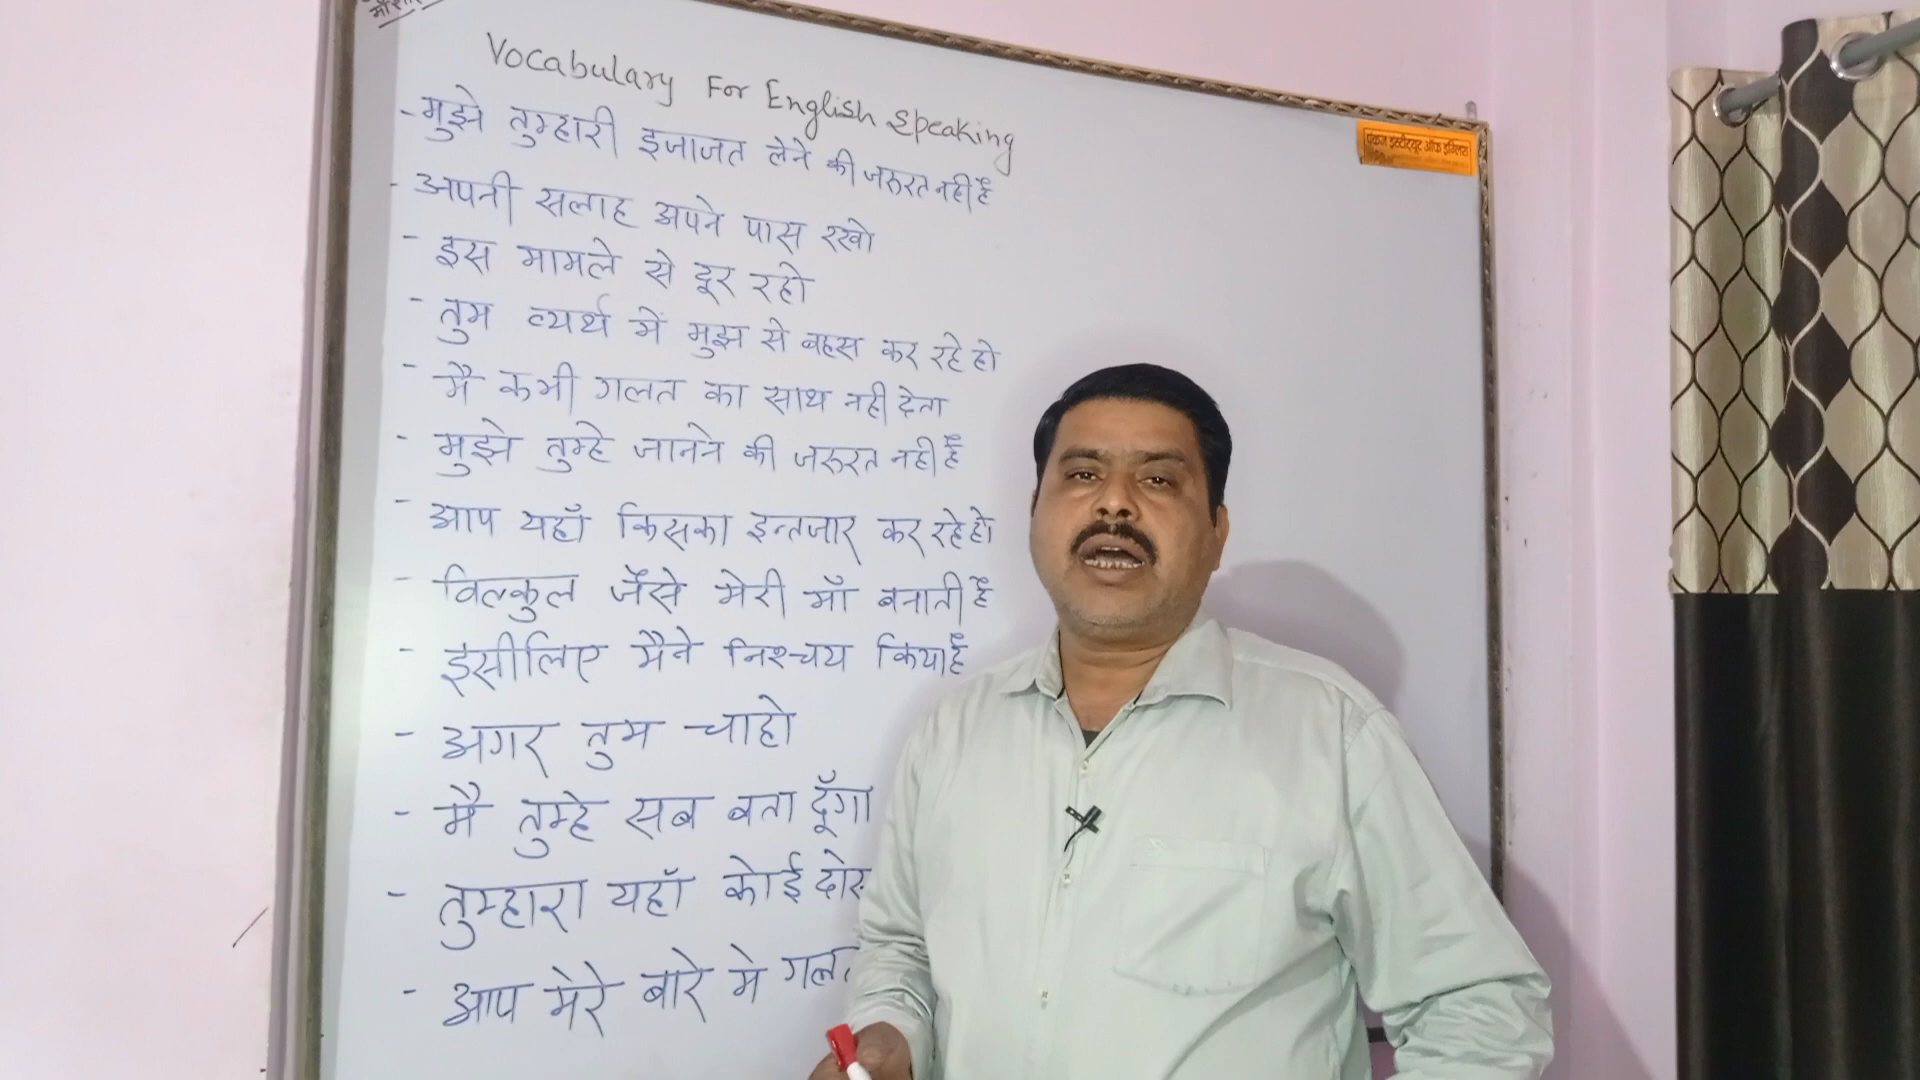 Vocabulary For English Speaking
पंकज इंस्टीट्यूट ऑफ इंग्लिश
- मुझे तुम्हारी इजाजत लेने की जरुरत नही है
- अपनी सलाह अपने पास रखो
- इस मामले से दूर रहो
- तुम व्यर्थ में मुझ से बहस कर रहे हो
- मै कभी गलत का साथ नही देता
- मुझे तुम्हे जानने की जरुरत नही है
- आप यहाँ किसका इन्तजार कर रहे हो
- विल्कुल जैसे मेरी माँ बनाती है
- इसीलिए मैने निश्चय किया है
- अगर तुम चाहो
- मै तुम्हे सब बता दूँगा
- तुम्हारा यहाँ कोई
- आप मेरे बारे मे